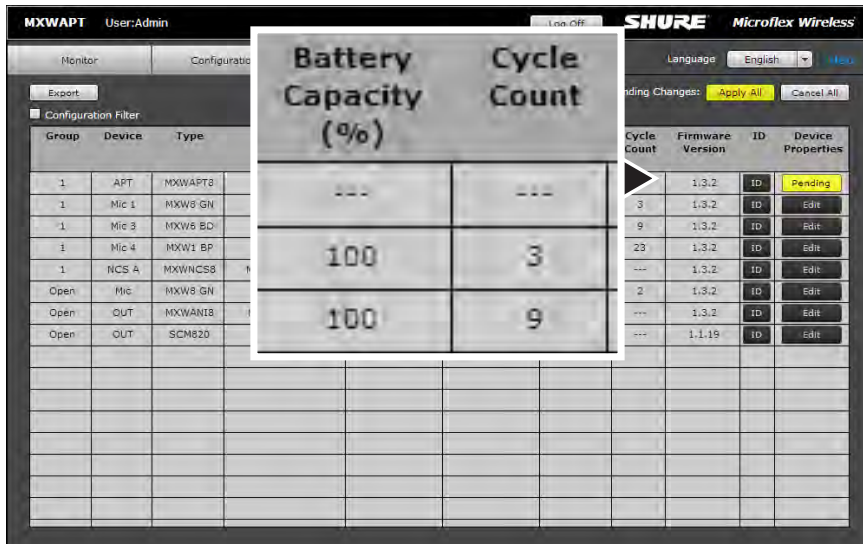 MXWAPT User:Admin Log Off SHURE Microflex Wireless
Monitor Configuratio Language English
Export nding Changes: Apply All Cancel All
Configuration Filter
Group Device Type Cycle Count Firmware Version ID Device Properties
Battery Capacity (%) Cycle Count
--- ---
100 3
100 9
1 APT MXWAPT8 1.3.2 ID Pending
1 Mic 1 MXW8 GN 3 1.3.2 ID Edit
1 Mic 3 MXW6 BD 9 1.3.2 ID Edit
1 Mic 4 MXW1 BP 23 1.3.2 ID Edit
1 NCS A MXWNCS8 --- 1.3.2 ID Edit
Open Mic MXW8 GN 2 1.3.2 ID Edit
Open OUT MXWANI8 --- 1.3.2 ID Edit
Open OUT SCM820 --- 1.1.19 ID Edit